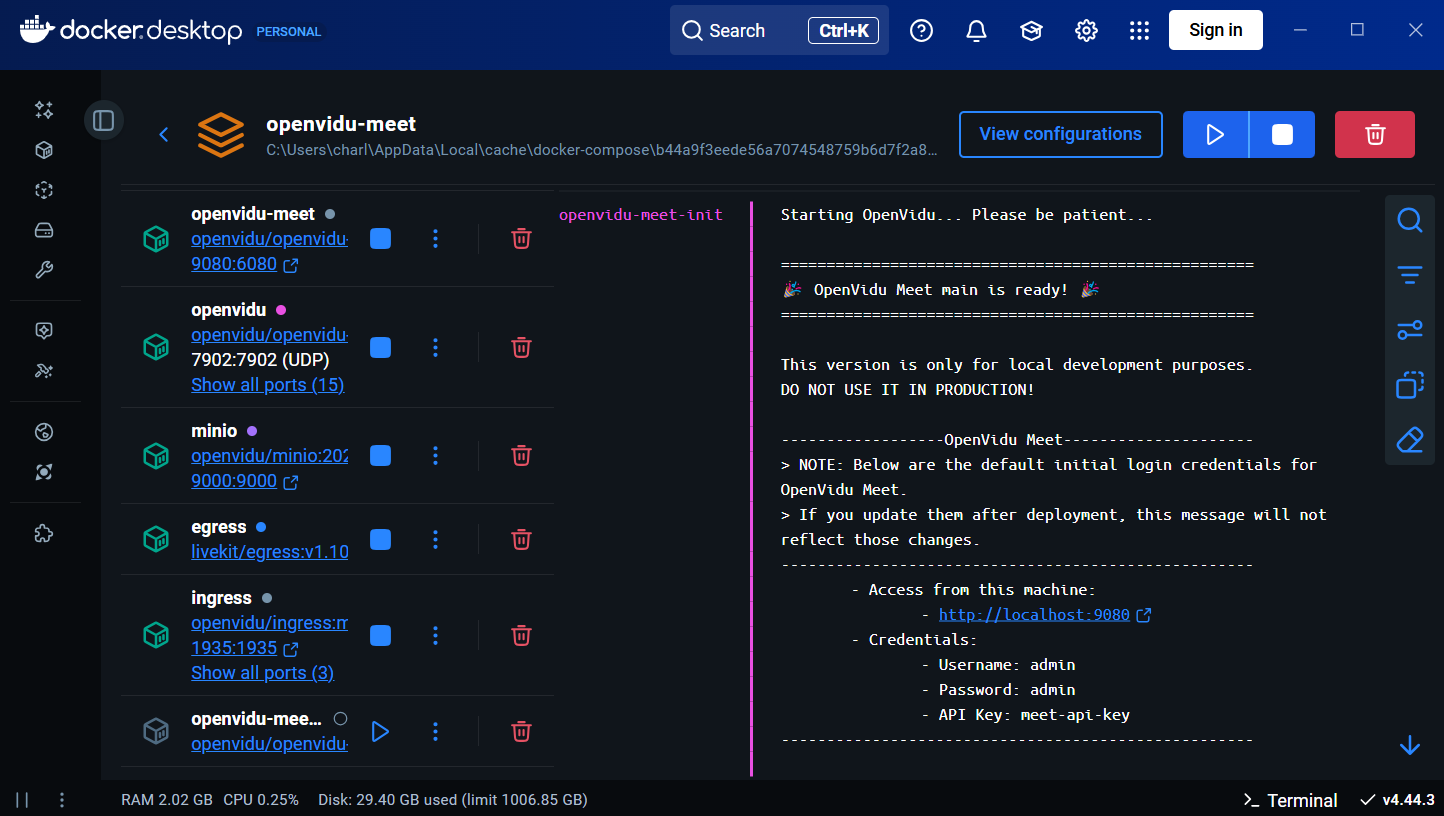 docker.desktop PERSONAL
Search Ctrl+K
Sign in
openvidu-meet
C:\Users\charl\AppData\Local\cache\docker-compose\b44a9f3eede56a7074548759b6d7f2a8...
View configurations
openvidu-meet
openvidu/openvidu-
9080:6080
openvidu
openvidu/openvidu-
7902:7902 (UDP)
Show all ports (15)
minio
openvidu/minio:202
9000:9000
egress
livekit/egress:v1.10
ingress
openvidu/ingress:m
1935:1935
Show all ports (3)
openvidu-mee...
openvidu/openvidu-
openvidu-meet-init
Starting OpenVidu... Please be patient...
====================================================
🎉 OpenVidu Meet main is ready! 🎉
====================================================
This version is only for local development purposes.
DO NOT USE IT IN PRODUCTION!
------------------OpenVidu Meet---------------------
> NOTE: Below are the default initial login credentials for
OpenVidu Meet.
> If you update them after deployment, this message will not
reflect those changes.
----------------------------------------------------
- Access from this machine:
- http://localhost:9080
- Credentials:
- Username: admin
- Password: admin
- API Key: meet-api-key
----------------------------------------------------
RAM 2.02 GB CPU 0.25% Disk: 29.40 GB used (limit 1006.85 GB)
Terminal
v4.44.3